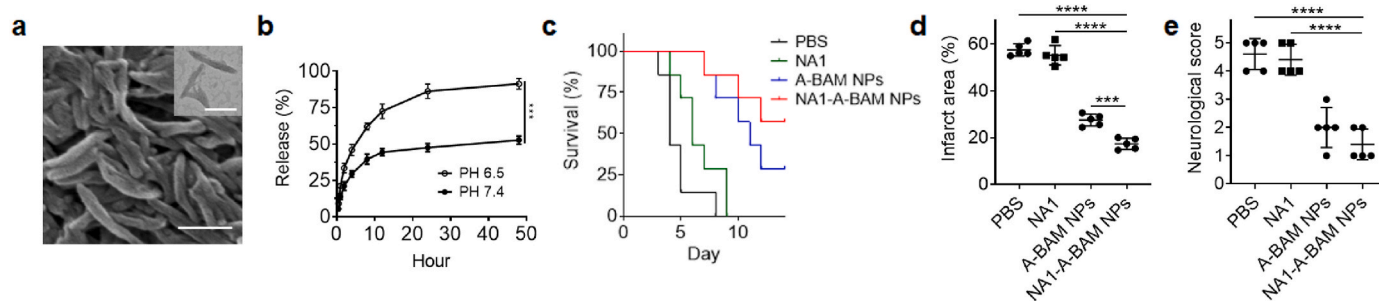 a
b
Release (%)
100
75
50
25
0
0 10 20 30 40 50
Hour
PH 6.5
PH 7.4
***
c
Survival (%)
100
50
0
0 5 10
Day
PBS
NA1
A-BAM NPs
NA1-A-BAM NPs
d
Infarct area (%)
60
40
20
0
****
****
***
PBS
NA1
A-BAM NPs
NA1-A-BAM NPs
e
Neurological score
5
4
3
2
1
0
****
****
PBS
NA1
A-BAM NPs
NA1-A-BAM NPs